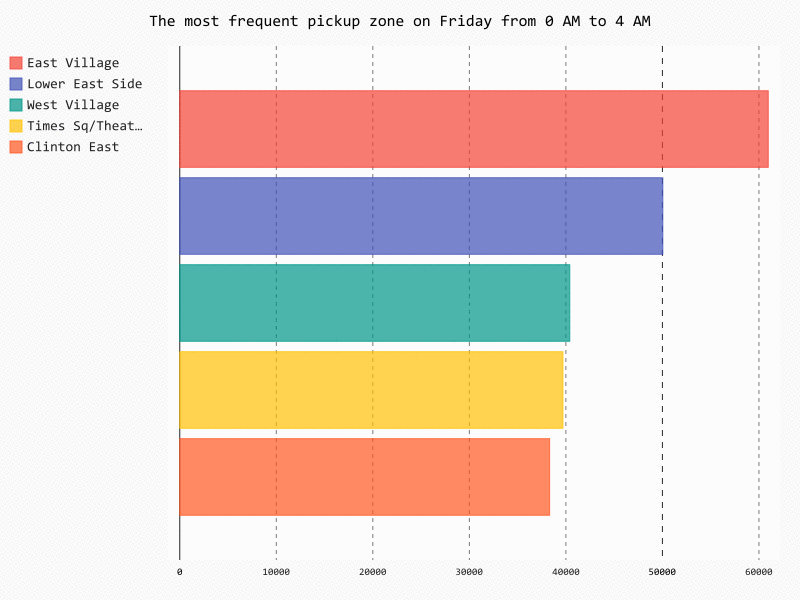 The most frequent pickup zone on Friday from 0 AM to 4 AM
East Village
Lower East Side
West Village
Times Sq/Theat…
Clinton East
0 10000 20000 30000 40000 50000 60000